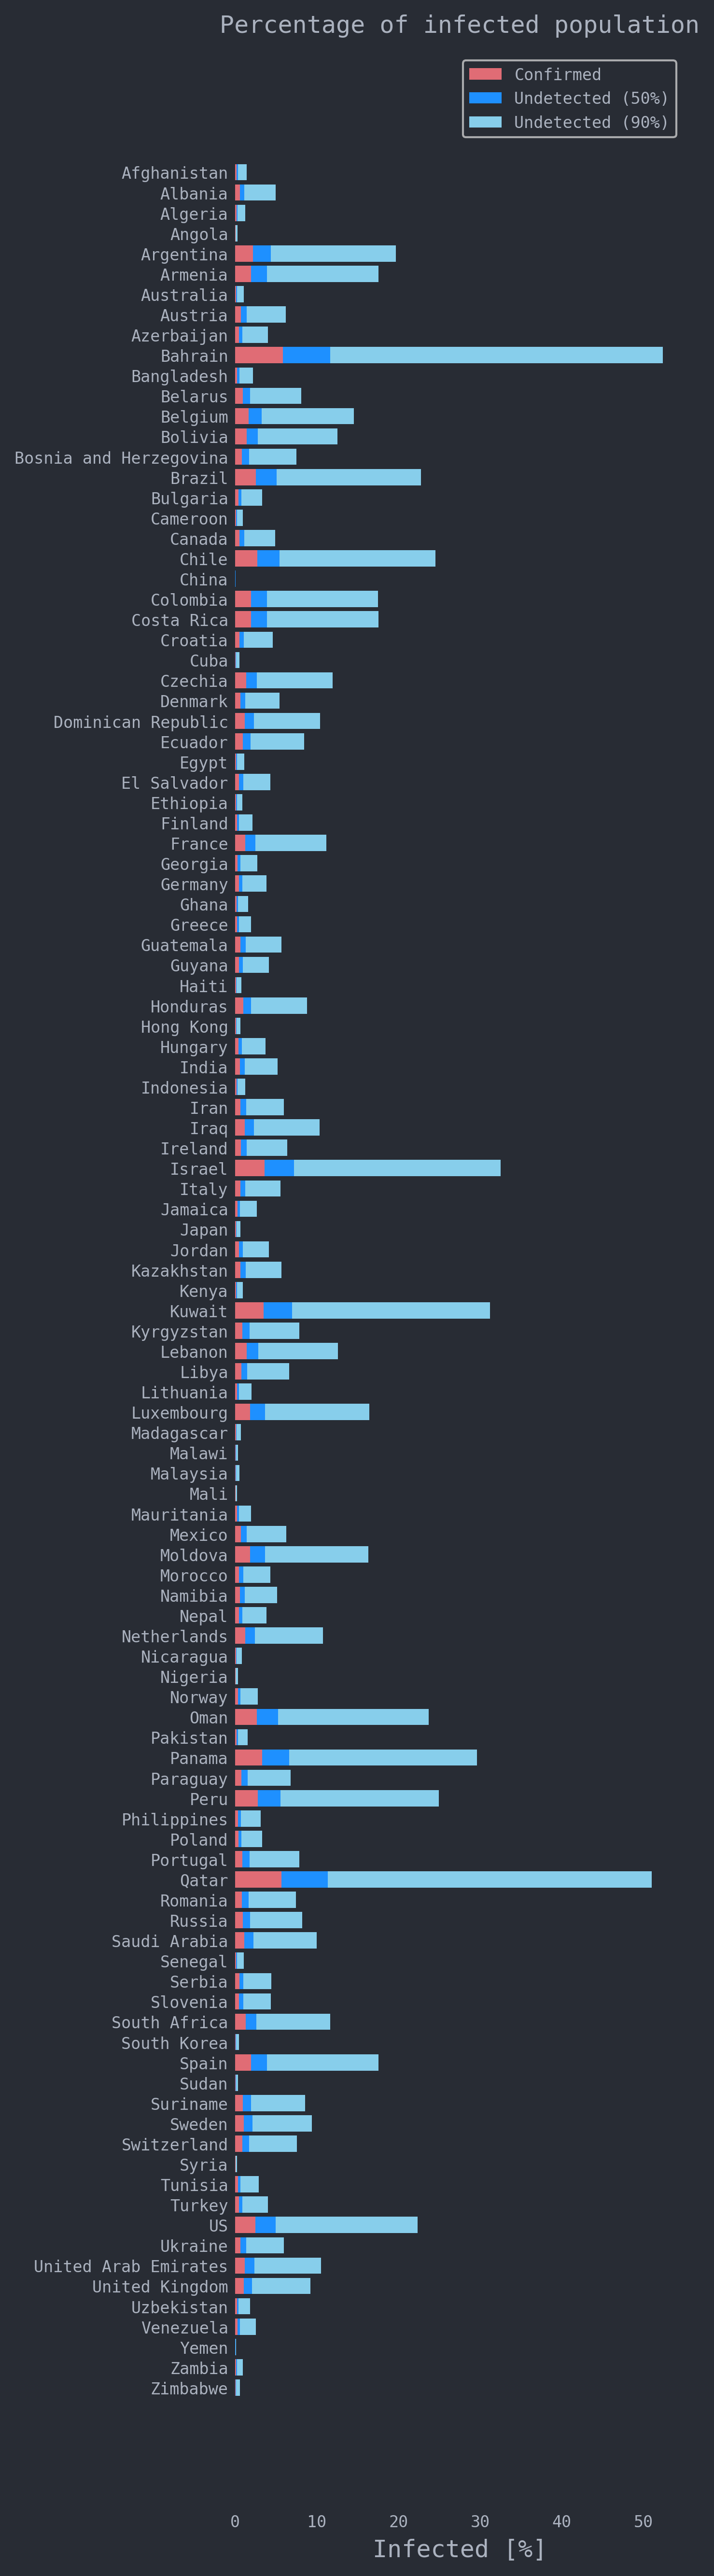 Percentage of infected population
Confirmed
Undetected (50%)
Undetected (90%)
Afghanistan
Albania
Algeria
Angola
Argentina
Armenia
Australia
Austria
Azerbaijan
Bahrain
Bangladesh
Belarus
Belgium
Bolivia
Bosnia and Herzegovina
Brazil
Bulgaria
Cameroon
Canada
Chile
China
Colombia
Costa Rica
Croatia
Cuba
Czechia
Denmark
Dominican Republic
Ecuador
Egypt
El Salvador
Ethiopia
Finland
France
Georgia
Germany
Ghana
Greece
Guatemala
Guyana
Haiti
Honduras
Hong Kong
Hungary
India
Indonesia
Iran
Iraq
Ireland
Israel
Italy
Jamaica
Japan
Jordan
Kazakhstan
Kenya
Kuwait
Kyrgyzstan
Lebanon
Libya
Lithuania
Luxembourg
Madagascar
Malawi
Malaysia
Mali
Mauritania
Mexico
Moldova
Morocco
Namibia
Nepal
Netherlands
Nicaragua
Nigeria
Norway
Oman
Pakistan
Panama
Paraguay
Peru
Philippines
Poland
Portugal
Qatar
Romania
Russia
Saudi Arabia
Senegal
Serbia
Slovenia
South Africa
South Korea
Spain
Sudan
Suriname
Sweden
Switzerland
Syria
Tunisia
Turkey
US
Ukraine
United Arab Emirates
United Kingdom
Uzbekistan
Venezuela
Yemen
Zambia
Zimbabwe
0 10 20 30 40 50
Infected [%]